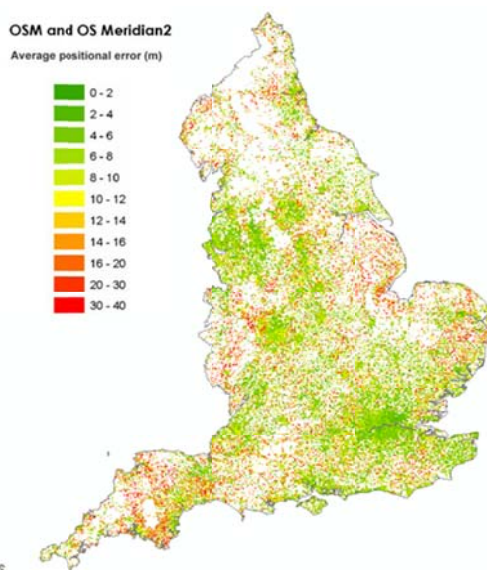 OSM and OS Meridian2
Average positional error (m)
0 - 2
2 - 4
4 - 6
6 - 8
8 - 10
10 - 12
12 - 14
14 - 16
16 - 20
20 - 30
30 - 40